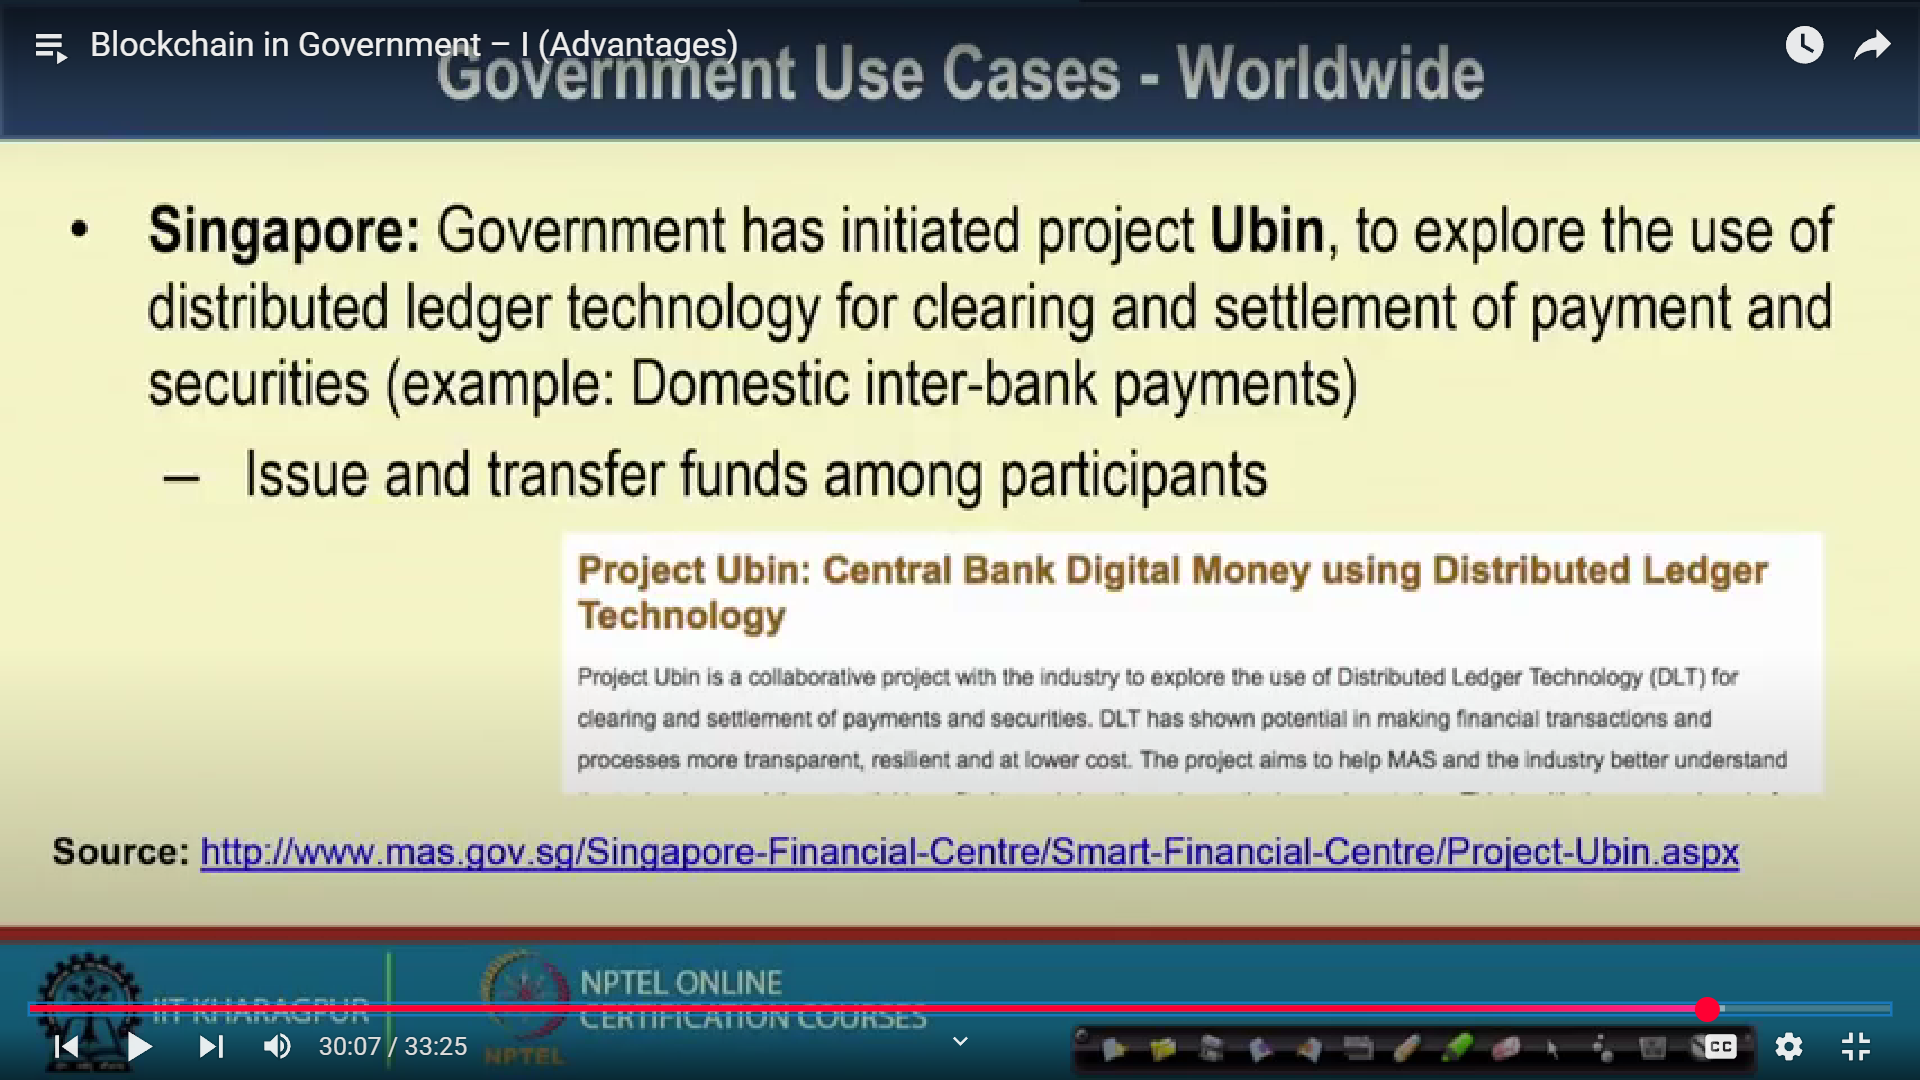 Blockchain in Government – I (Advantages)
Government Use Cases - Worldwide
• Singapore: Government has initiated project Ubin, to explore the use of
distributed ledger technology for clearing and settlement of payment and
securities (example: Domestic inter-bank payments)
– Issue and transfer funds among participants
Project Ubin: Central Bank Digital Money using Distributed Ledger
Technology
Project Ubin is a collaborative project with the industry to explore the use of Distributed Ledger Technology (DLT) for
clearing and settlement of payments and securities. DLT has shown potential in making financial transactions and
processes more transparent, resilient and at lower cost. The project aims to help MAS and the industry better understand
Source: http://www.mas.gov.sg/Singapore-Financial-Centre/Smart-Financial-Centre/Project-Ubin.aspx
IIT KHARAGPUR
NPTEL ONLINE
CERTIFICATION COURSES
NPTEL
30:07 / 33:25
CC